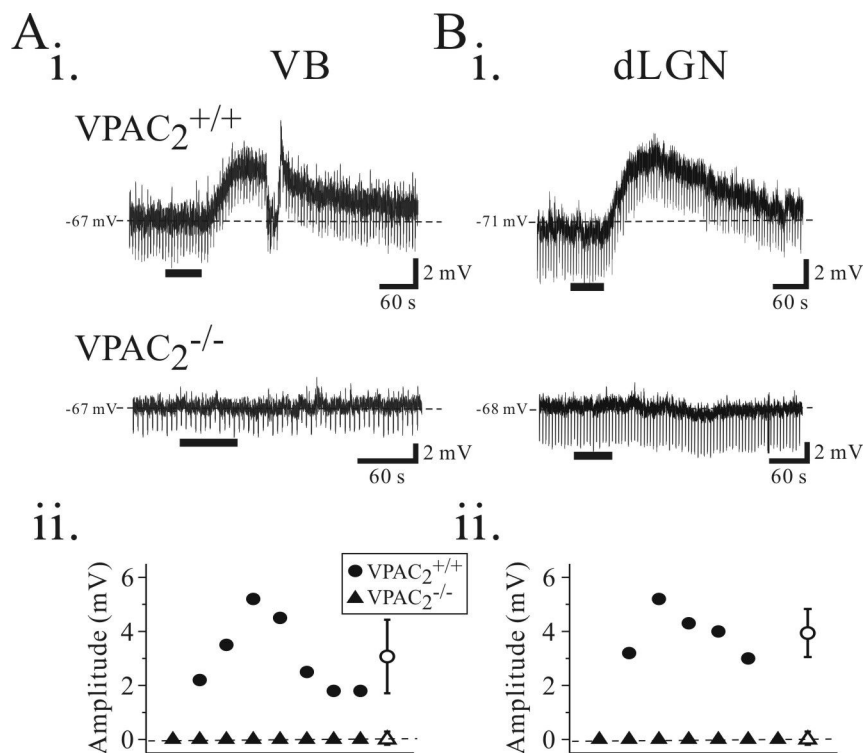 A.
B.
i.
VB
i.
dLGN
VPAC2+/+
-67 mV
2 mV
60 s
-71 mV
2 mV
60 s
VPAC2-/-
-67 mV
2 mV
60 s
-68 mV
2 mV
60 s
ii.
ii.
Amplitude (mV)
6
4
2
0
VPAC2+/+
VPAC2-/-
Amplitude (mV)
6
4
2
0